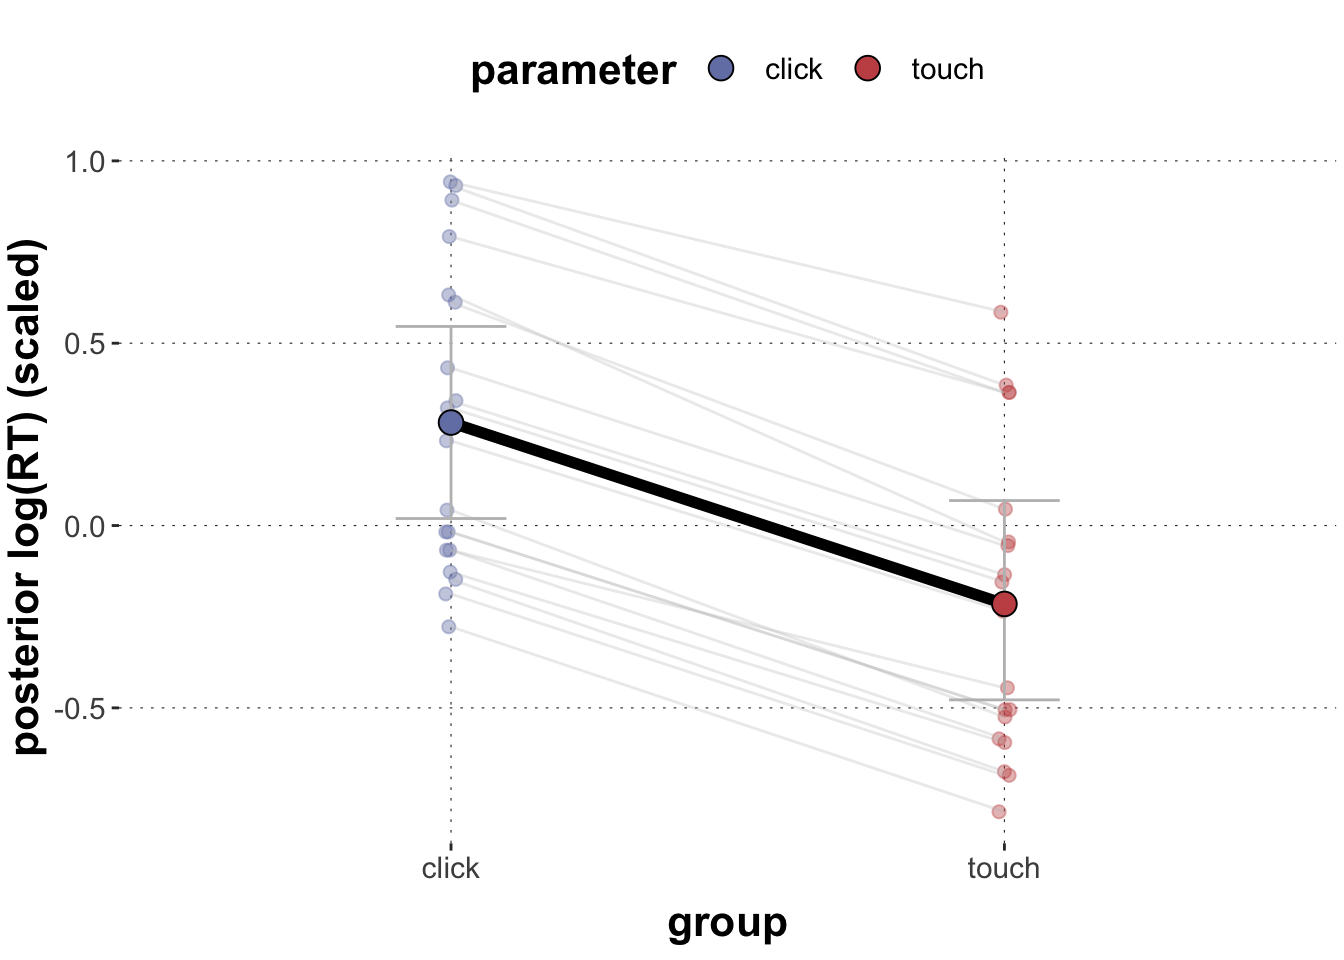 parameter click touch
posterior log(RT) (scaled)
1.0
0.5
0.0
-0.5
click touch
group